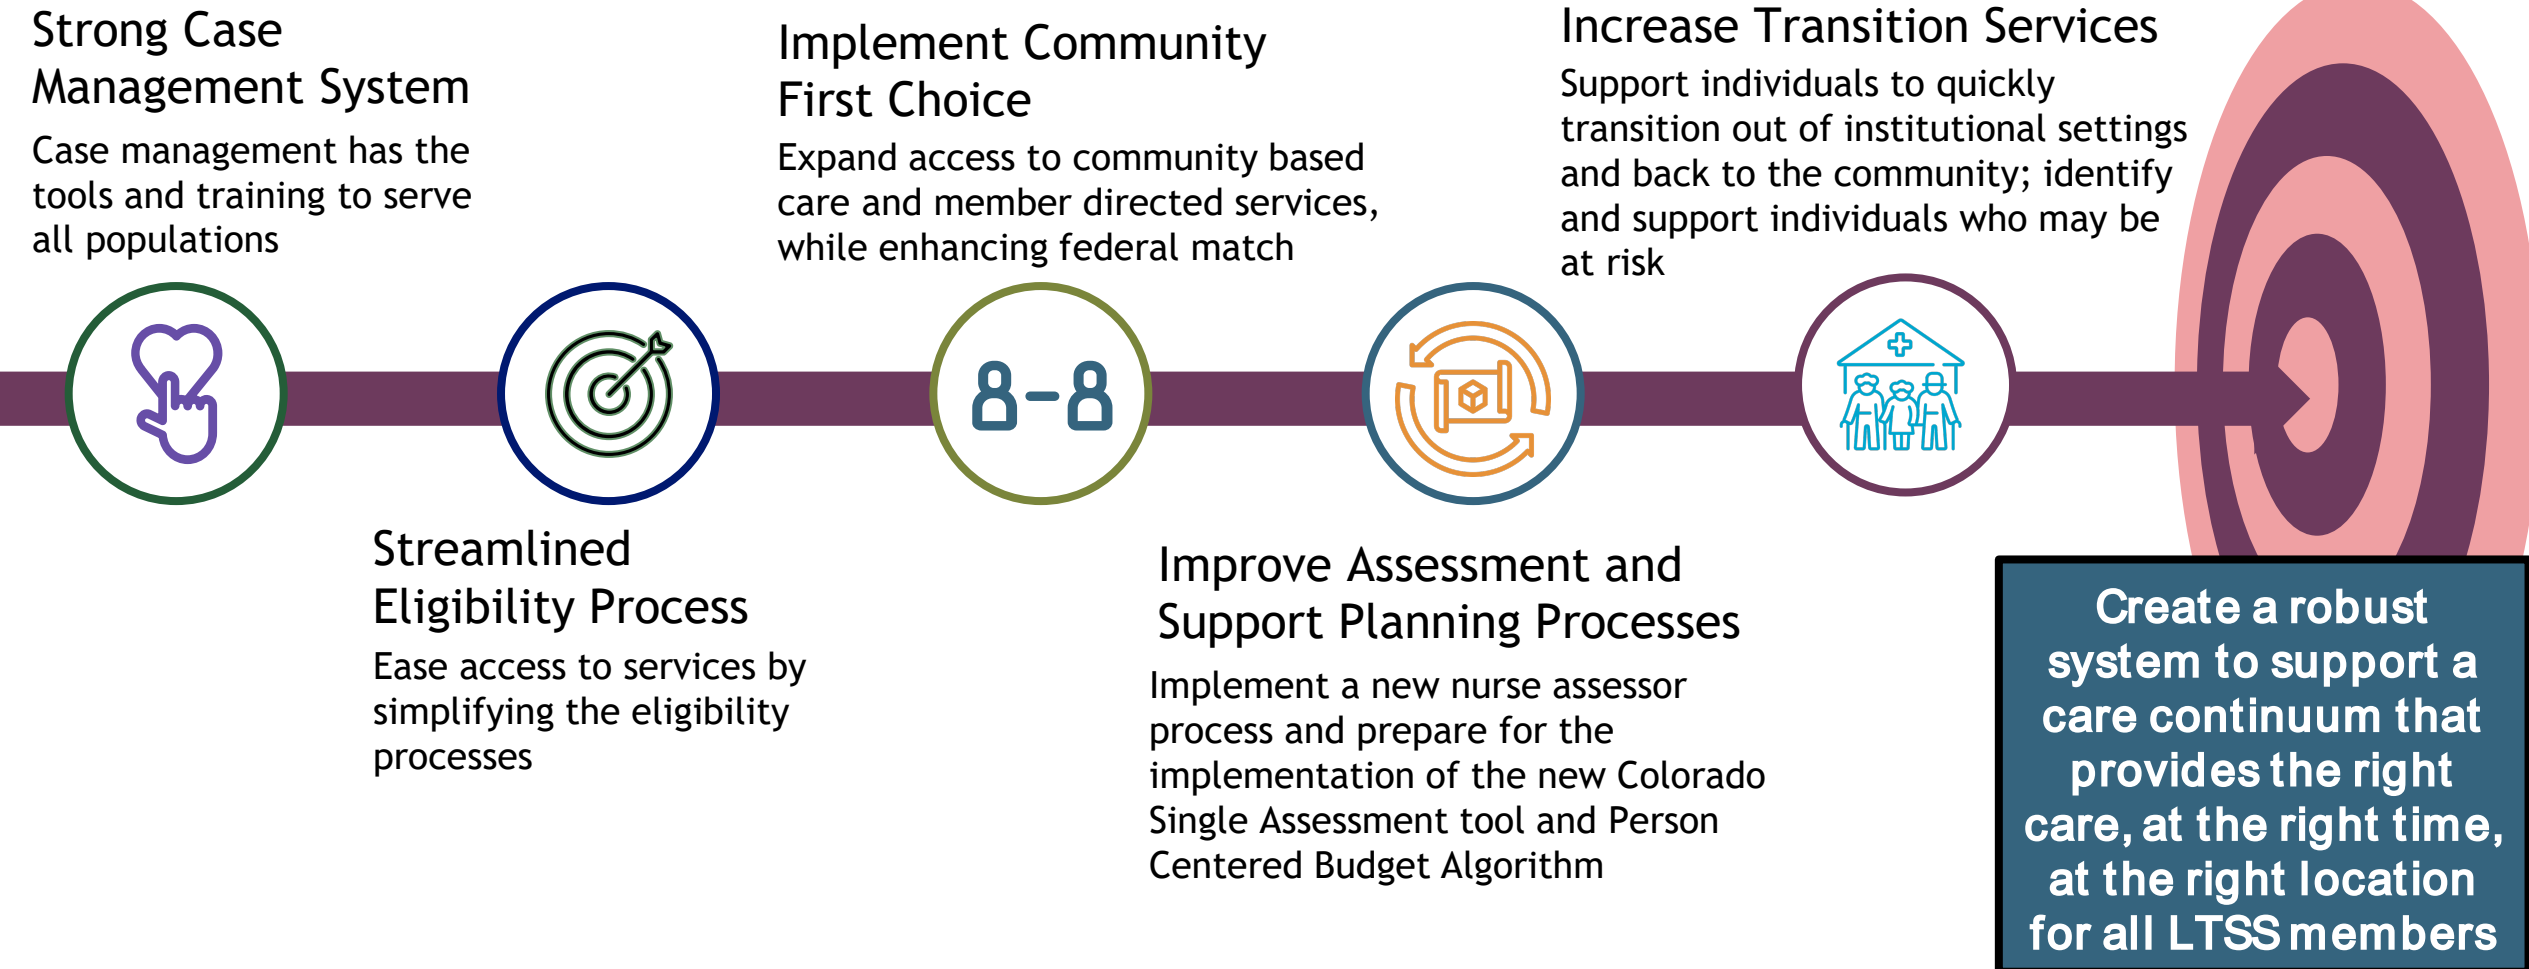 Strong Case
Management System
Case management has the
tools and training to serve
all populations
Streamlined
Eligibility Process
Ease access to services by
simplifying the eligibility
processes
Implement Community
First Choice
Expand access to community based
care and member directed services,
while enhancing federal match
Improve Assessment and
Support Planning Processes
Implement a new nurse assessor
process and prepare for the
implementation of the new Colorado
Single Assessment tool and Person
Centered Budget Algorithm
Increase Transition Services
Support individuals to quickly
transition out of institutional settings
and back to the community; identify
and support individuals who may be
at risk
Create a robust
system to support a
care continuum that
provides the right
care, at the right time,
at the right location
for all LTSS members